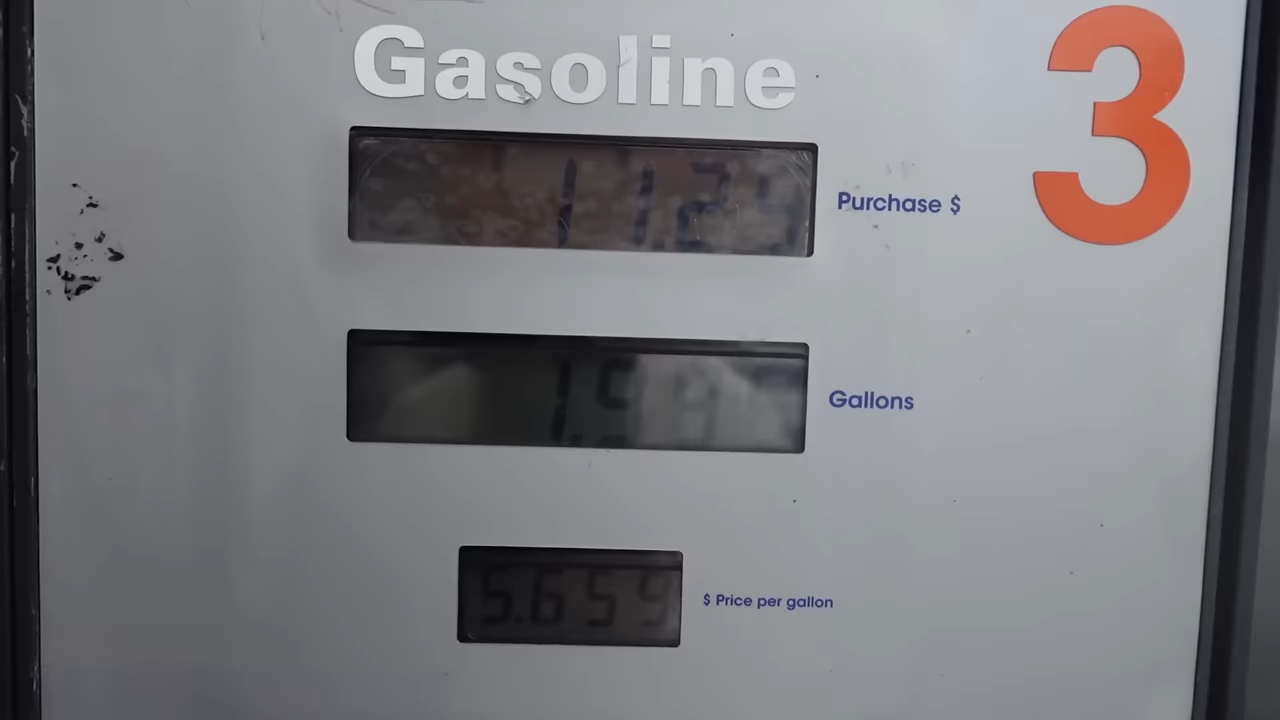 Gasoline
3
Purchase $
Gallons
5.659
$ Price per gallon